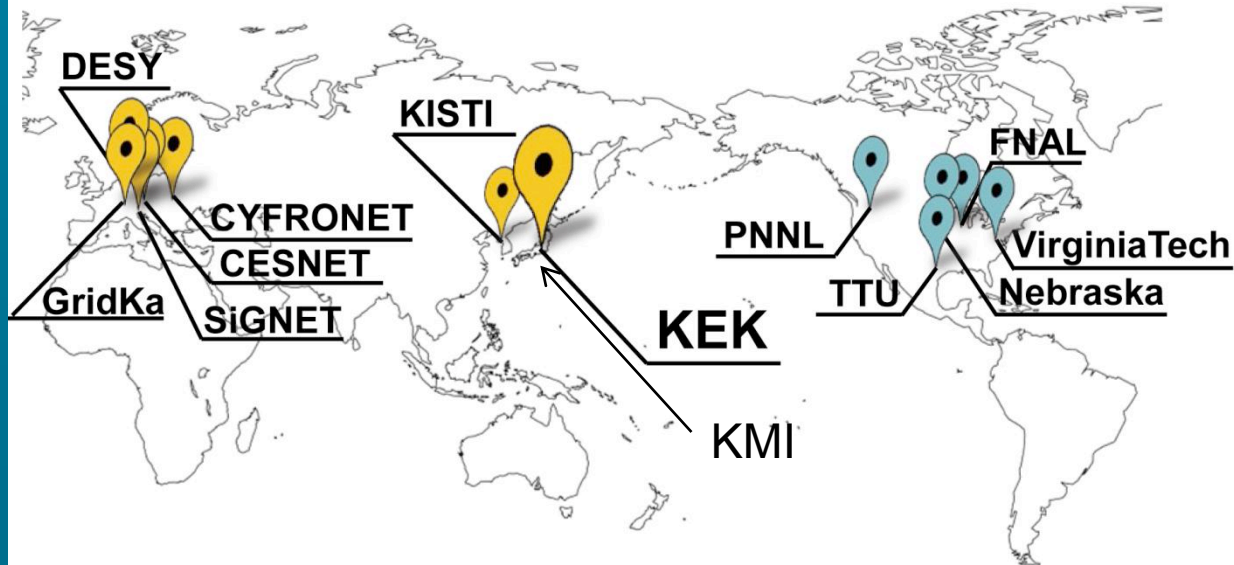 DESY
KISTI
FNAL
CYFRONET
PNNL
VirginiaTech
CESNET
GridKa
TTU
Nebraska
SiGNET
KEK
KMI